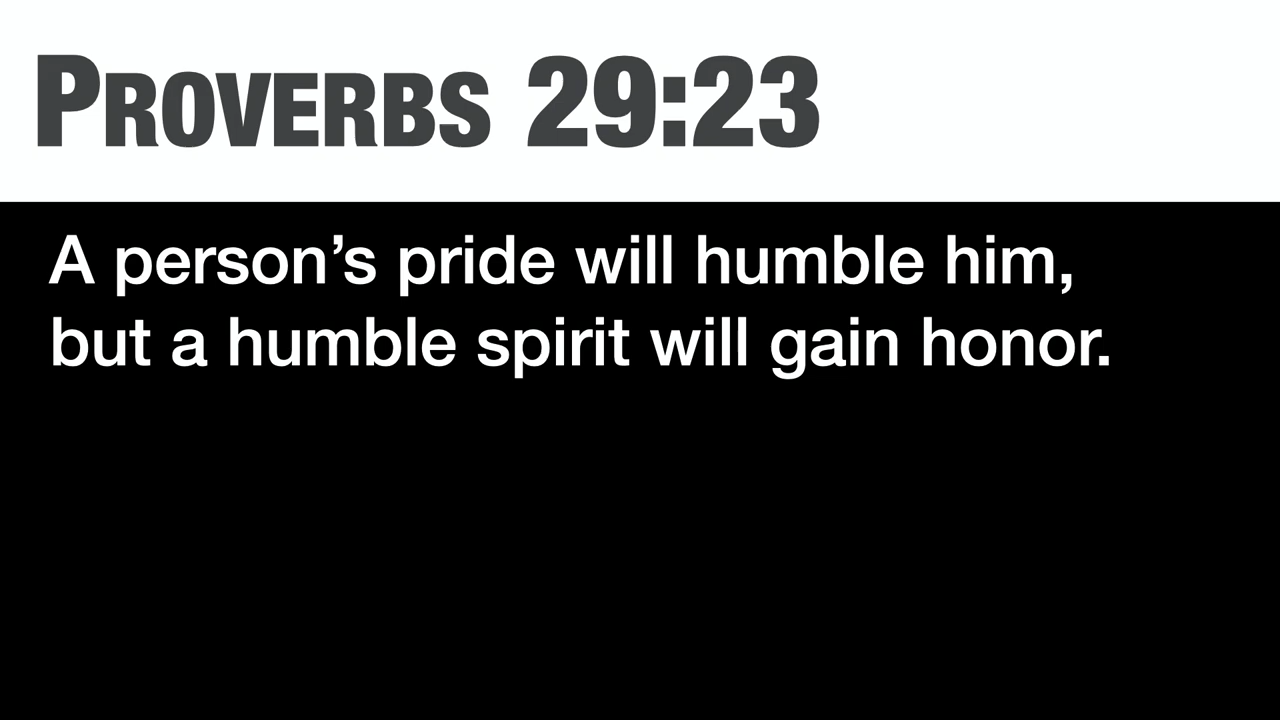 PROVERBS 29:23
A person’s pride will humble him,
but a humble spirit will gain honor.